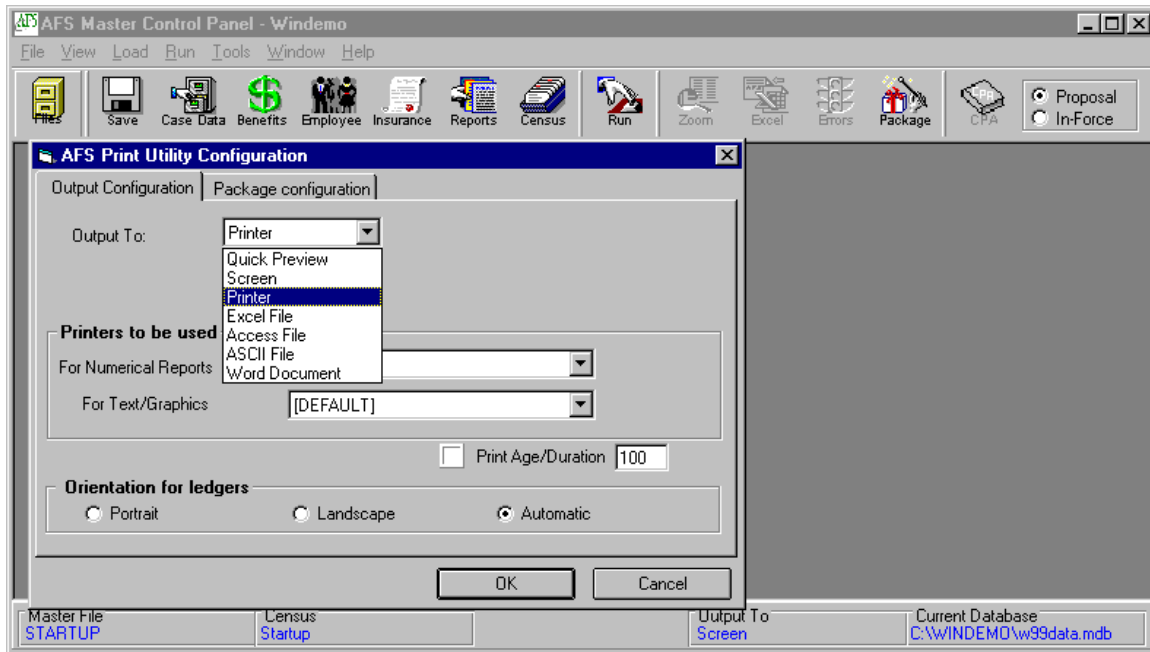 AFS AFS Master Control Panel - Windemo
File View Load Run Tools Window Help
Files Save Case Data Benefits Employee Insurance Reports Census Run Zoom Excel Errors Package CPA
Proposal
In-Force
AFS Print Utility Configuration
Output Configuration Package configuration
Output To: Printer
Quick Preview
Screen
Printer
Excel File
Access File
ASCII File
Word Document
Printers to be used
For Numerical Reports
For Text/Graphics [DEFAULT]
Print Age/Duration 100
Orientation for ledgers
Portrait Landscape Automatic
OK Cancel
Master File Census Output To Current Database
STARTUP Startup Screen C:\WINDEMO\w99data.mdb